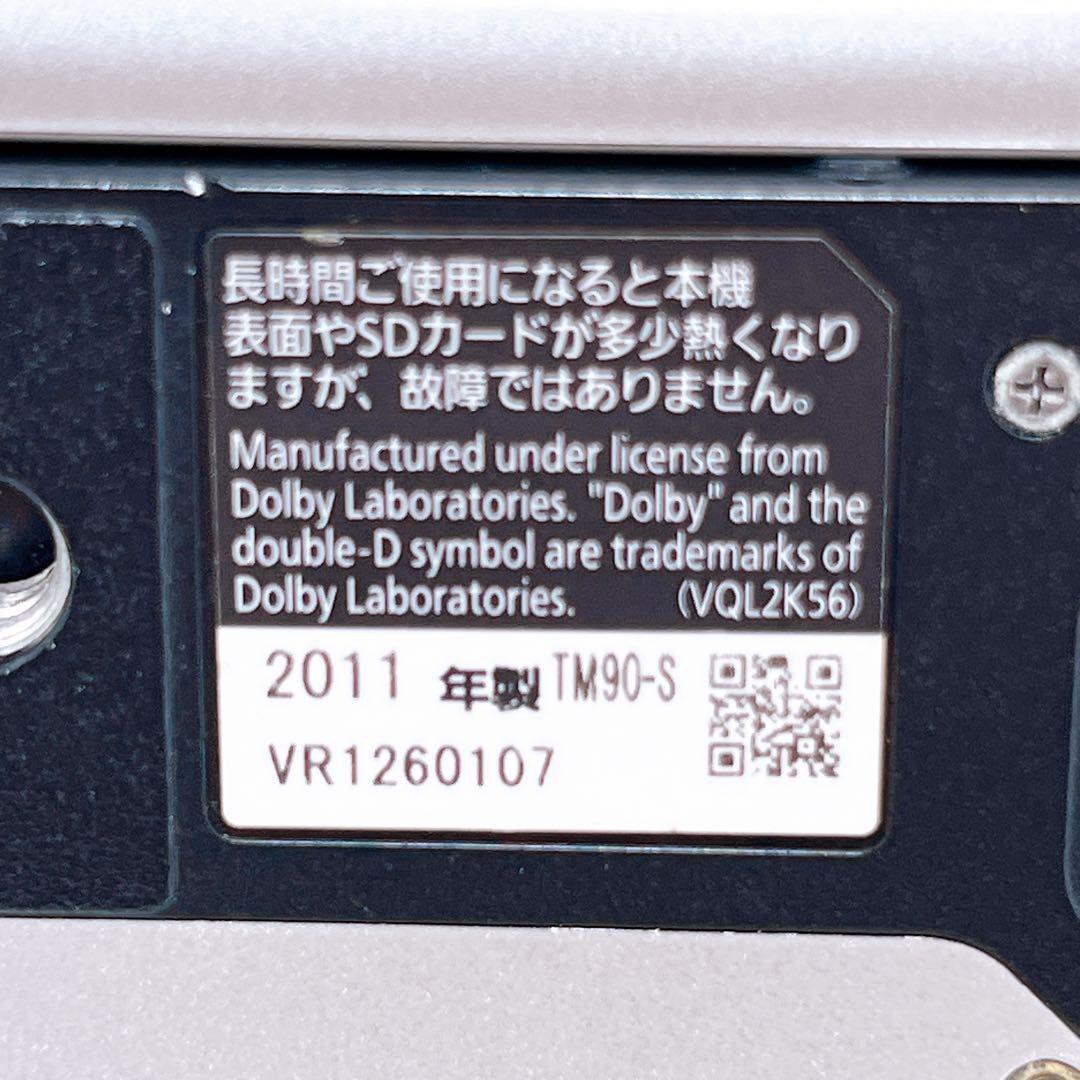 長時間ご使用になると本機
表面やSDカードが多少熱くなり
ますが、故障ではありません。
Manufactured under license from
Dolby Laboratories. "Dolby" and the
double-D symbol are trademarks of
Dolby Laboratories. (VQL2K56)
2011 年製 TM90-S
VR1260107